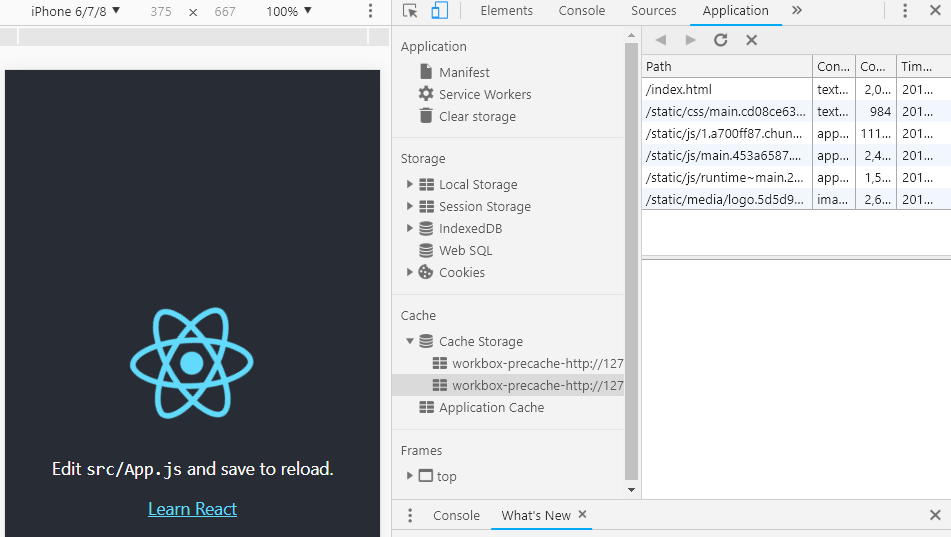 iPhone 6/7/8 ▼ 375 × 667 100% ▼
Elements Console Sources Application »
Application
Manifest
Service Workers
Clear storage
Storage
Local Storage
Session Storage
IndexedDB
Web SQL
Cookies
Cache
Cache Storage
workbox-precache-http://127
workbox-precache-http://127
Application Cache
Frames
top
Path Con... Co... Tim...
/index.html text... 2,0... 201...
/static/css/main.cd08ce63... text... 984 201...
/static/js/1.a700ff87.chun... app... 111... 201...
/static/js/main.453a6587.... app... 2,4... 201...
/static/js/runtime~main.2... app... 1,5... 201...
/static/media/logo.5d5d9... ima... 2,6... 201...
Edit src/App.js and save to reload.
Learn React
Console What's New ×